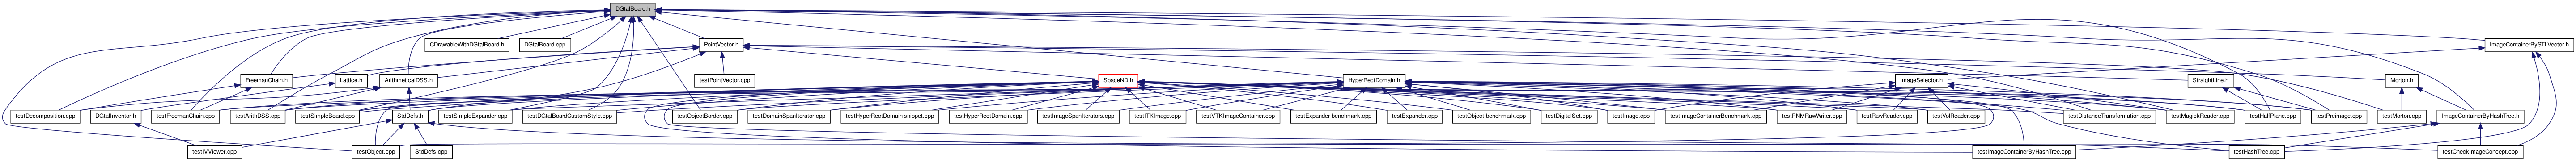 DGtalBoard.h
CDrawableWithDGtalBoard.h
DGtalBoard.cpp
PointVector.h
ImageContainerBySTLVector.h
FreemanChain.h
Lattice.h
ArithmeticalDSS.h
testPointVector.cpp
SpaceND.h
HyperRectDomain.h
ImageSelector.h
StraightLine.h
Morton.h
testDecomposition.cpp
DGtalInventor.h
testFreemanChain.cpp
testArithDSS.cpp
testSimpleBoard.cpp
StdDefs.h
testSimpleExpander.cpp
testDGtalBoardCustomStyle.cpp
testObjectBorder.cpp
testDomainSpanIterator.cpp
testHyperRectDomain-snippet.cpp
testHyperRectDomain.cpp
testImageSpanIterators.cpp
testITKImage.cpp
testVTKImageContainer.cpp
testExpander-benchmark.cpp
testExpander.cpp
testObject-benchmark.cpp
testDigitalSet.cpp
testImage.cpp
testImageContainerBenchmark.cpp
testPNMRawWriter.cpp
testRawReader.cpp
testVolReader.cpp
testDistanceTransformation.cpp
testMagickReader.cpp
testHalfPlane.cpp
testPreimage.cpp
testMorton.cpp
ImageContainerByHashTree.h
testIVViewer.cpp
testObject.cpp
StdDefs.cpp
testImageContainerByHashTree.cpp
testHashTree.cpp
testCheckImageConcept.cpp